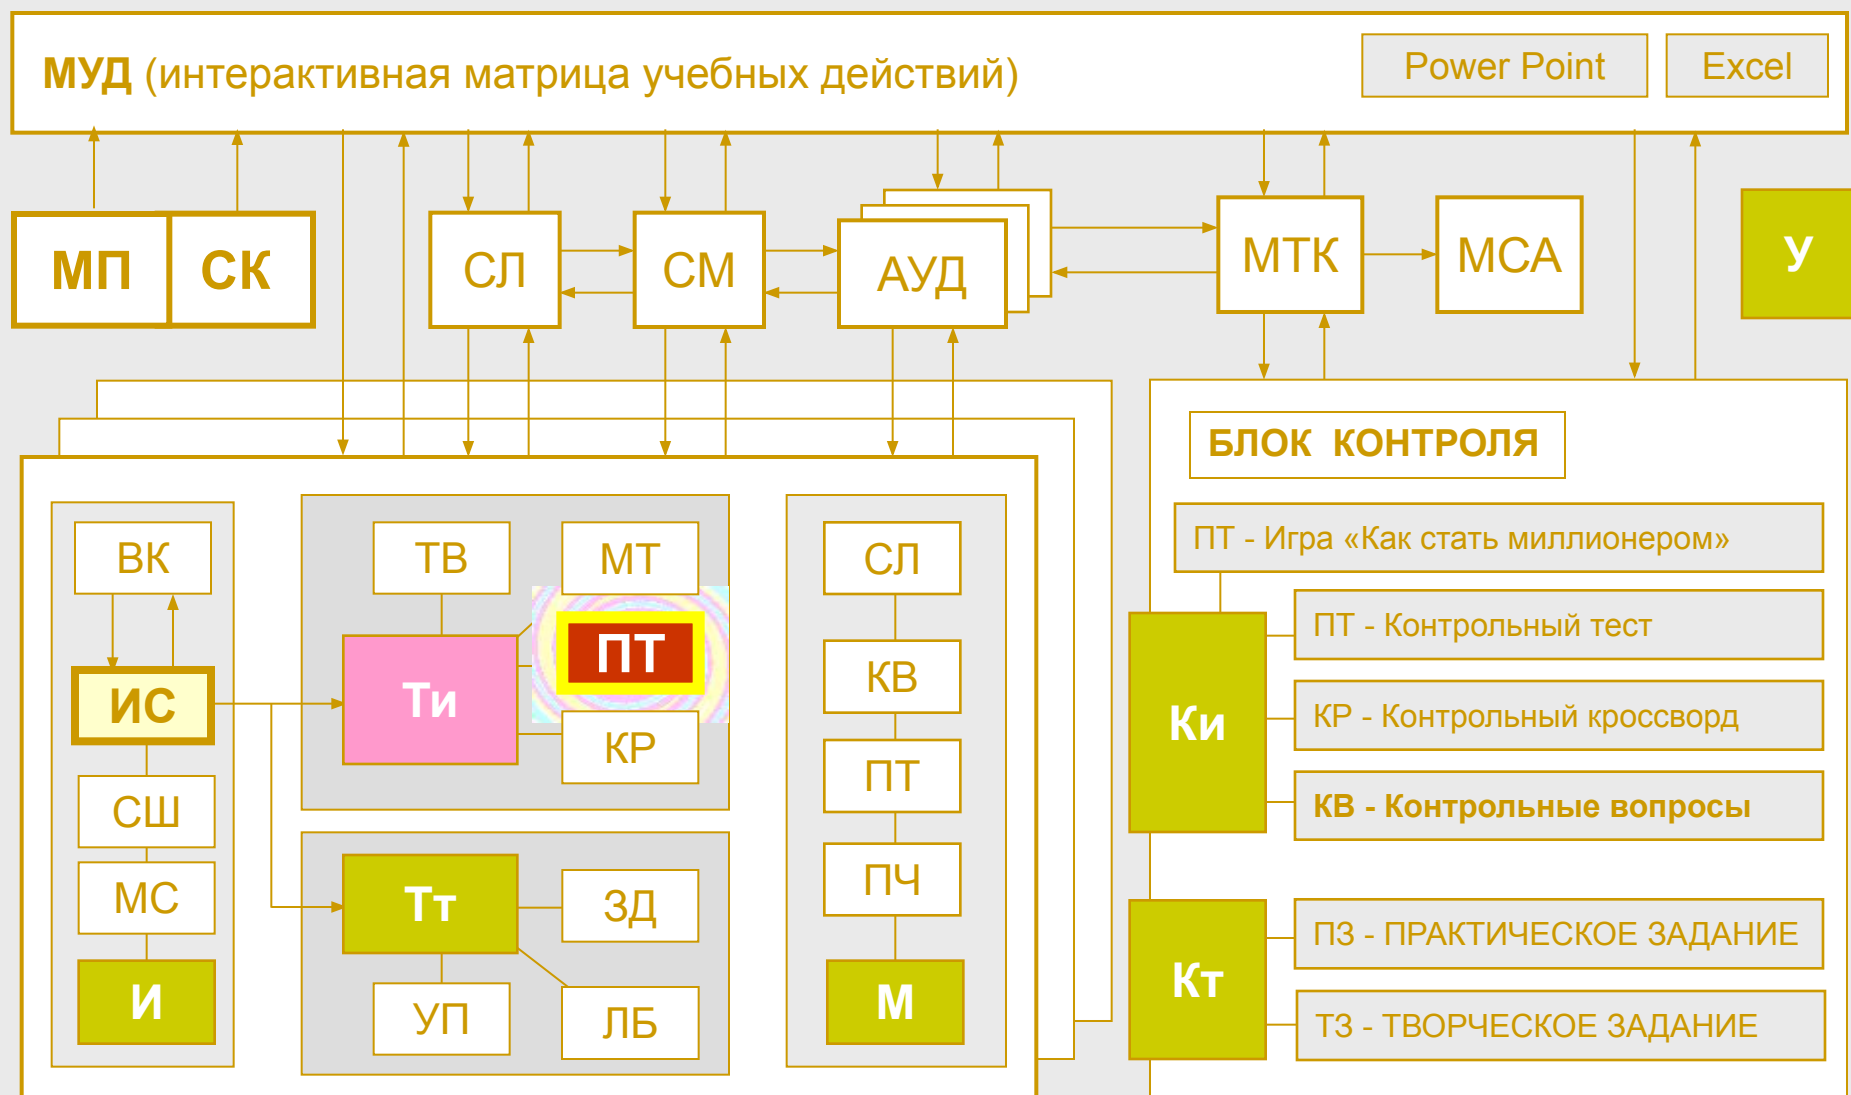 МУД (интерактивная матрица учебных действий)
Power Point
Excel
МП
СК
СЛ
СМ
АУД
МТК
МСА
У
ВК
ИС
СШ
МС
И
ТВ
МТ
ПТ
Ти
КР
Тт
ЗД
УП
ЛБ
СЛ
КВ
ПТ
ПЧ
М
БЛОК КОНТРОЛЯ
ПТ - Игра «Как стать миллионером»
Ки
ПТ - Контрольный тест
КР - Контрольный кроссворд
КВ - Контрольные вопросы
Кт
ПЗ - ПРАКТИЧЕСКОЕ ЗАДАНИЕ
ТЗ - ТВОРЧЕСКОЕ ЗАДАНИЕ